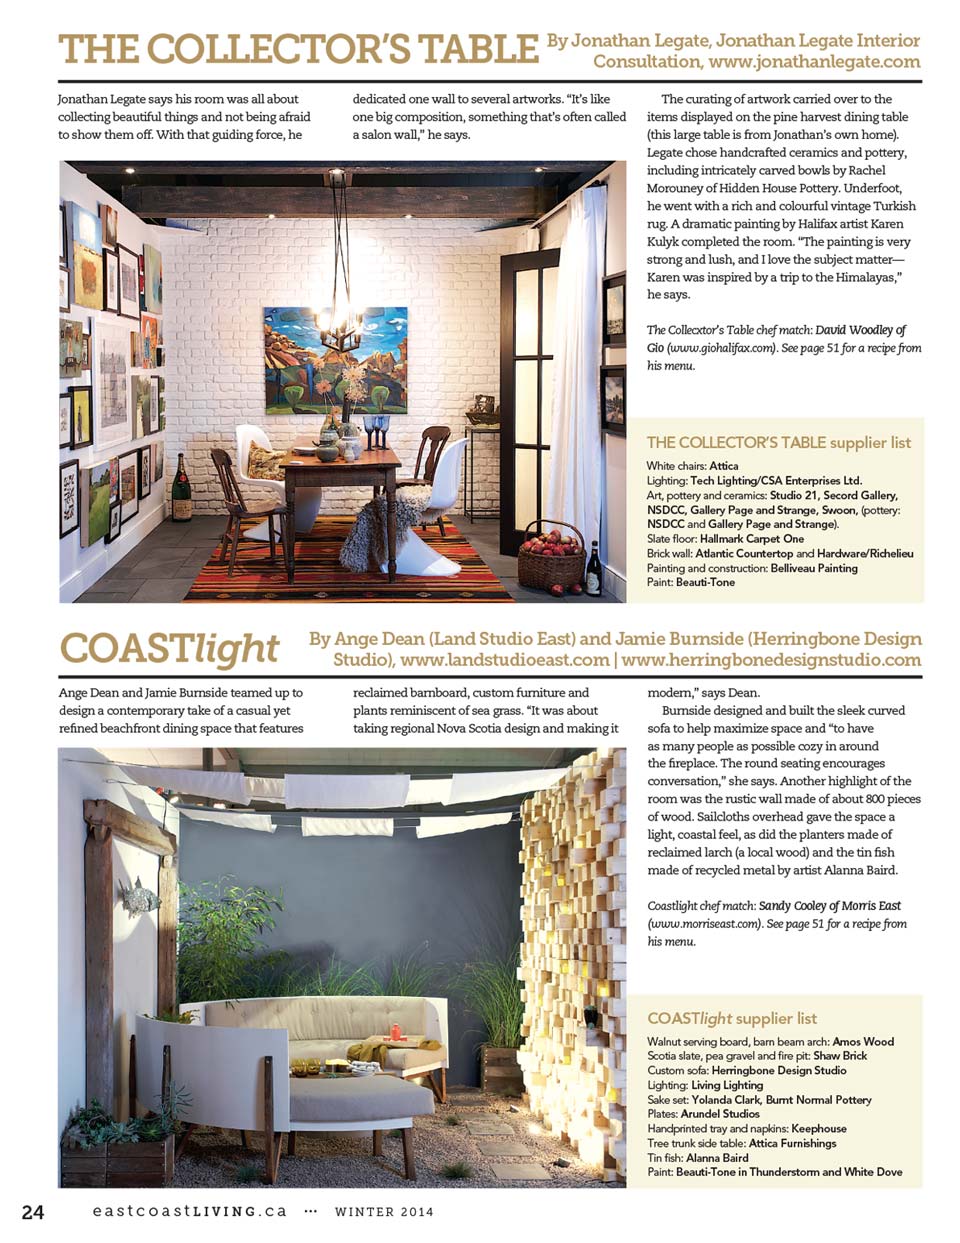 THE COLLECTOR'S TABLE
By Jonathan Legate, Jonathan Legate Interior
Consultation, www.jonathanlegate.com
Jonathan Legate says his room was all about
collecting beautiful things and not being afraid
to show them off. With that guiding force, he
dedicated one wall to several artworks. “It’s like
one big composition, something that’s often called
a salon wall,” he says.
The curating of artwork carried over to the
items displayed on the pine harvest dining table
(this large table is from Jonathan’s own home).
Legate chose handcrafted ceramics and pottery,
including intricately carved bowls by Rachel
Morouney of Hidden House Pottery. Underfoot,
he went with a rich and colourful vintage Turkish
rug. A dramatic painting by Halifax artist Karen
Kulyk completed the room. “The painting is very
strong and lush, and I love the subject matter—
Karen was inspired by a trip to the Himalayas,”
he says.
The Collecxtor’s Table chef match: David Woodley of
Gio (www.giohalifax.com). See page 51 for a recipe from
his menu.
THE COLLECTOR’S TABLE supplier list
White chairs: Attica
Lighting: Tech Lighting/CSA Enterprises Ltd.
Art, pottery and ceramics: Studio 21, Secord Gallery,
NSDCC, Gallery Page and Strange, Swoon, (pottery:
NSDCC and Gallery Page and Strange).
Slate floor: Hallmark Carpet One
Brick wall: Atlantic Countertop and Hardware/Richelieu
Painting and construction: Belliveau Painting
Paint: Beauti-Tone
COASTlight
By Ange Dean (Land Studio East) and Jamie Burnside (Herringbone Design
Studio), www.landstudioeast.com | www.herringbonedesignstudio.com
Ange Dean and Jamie Burnside teamed up to
design a contemporary take of a casual yet
refined beachfront dining space that features
reclaimed barnboard, custom furniture and
plants reminiscent of sea grass. “It was about
taking regional Nova Scotia design and making it
modern,” says Dean.
Burnside designed and built the sleek curved
sofa to help maximize space and “to have
as many people as possible cozy in around
the fireplace. The round seating encourages
conversation,” she says. Another highlight of the
room was the rustic wall made of about 800 pieces
of wood. Sailcloths overhead gave the space a
light, coastal feel, as did the planters made of
reclaimed larch (a local wood) and the tin fish
made of recycled metal by artist Alanna Baird.
Coastlight chef match: Sandy Cooley of Morris East
(www.morriseast.com). See page 51 for a recipe from
his menu.
COASTlight supplier list
Walnut serving board, barn beam arch: Amos Wood
Scotia slate, pea gravel and fire pit: Shaw Brick
Custom sofa: Herringbone Design Studio
Lighting: Living Lighting
Sake set: Yolanda Clark, Burnt Normal Pottery
Plates: Arundel Studios
Handprinted tray and napkins: Keephouse
Tree trunk side table: Attica Furnishings
Tin fish: Alanna Baird
Paint: Beauti-Tone in Thunderstorm and White Dove
24 eastcoastLIVING.ca ••• WINTER 2014